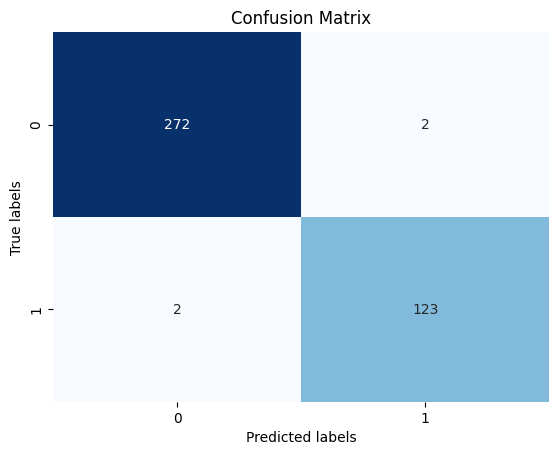 Confusion Matrix
True labels
0
272
2
1
2
123
0
1
Predicted labels